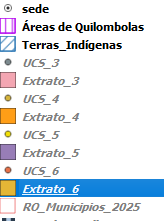 sede
Áreas de Quilombolas
Terras_Indígenas
UCS_3
Extrato_3
UCS_4
Extrato_4
UCS_5
Extrato_5
UCS_6
Extrato_6
RO_Municipios_2025